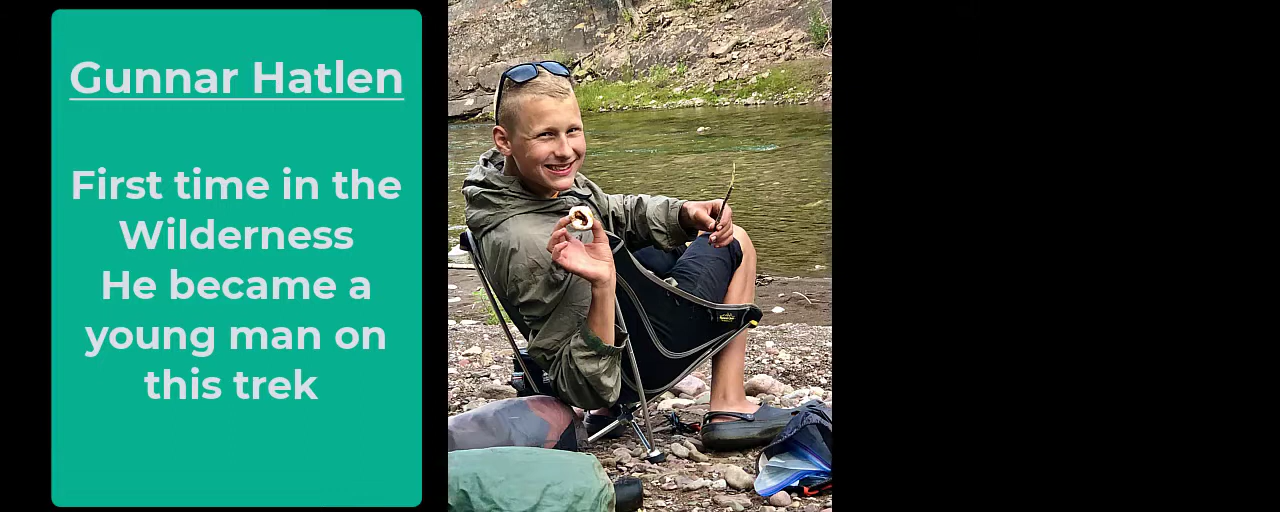 Gunnar Hatlen
First time in the
Wilderness
He became a
young man on
this trek